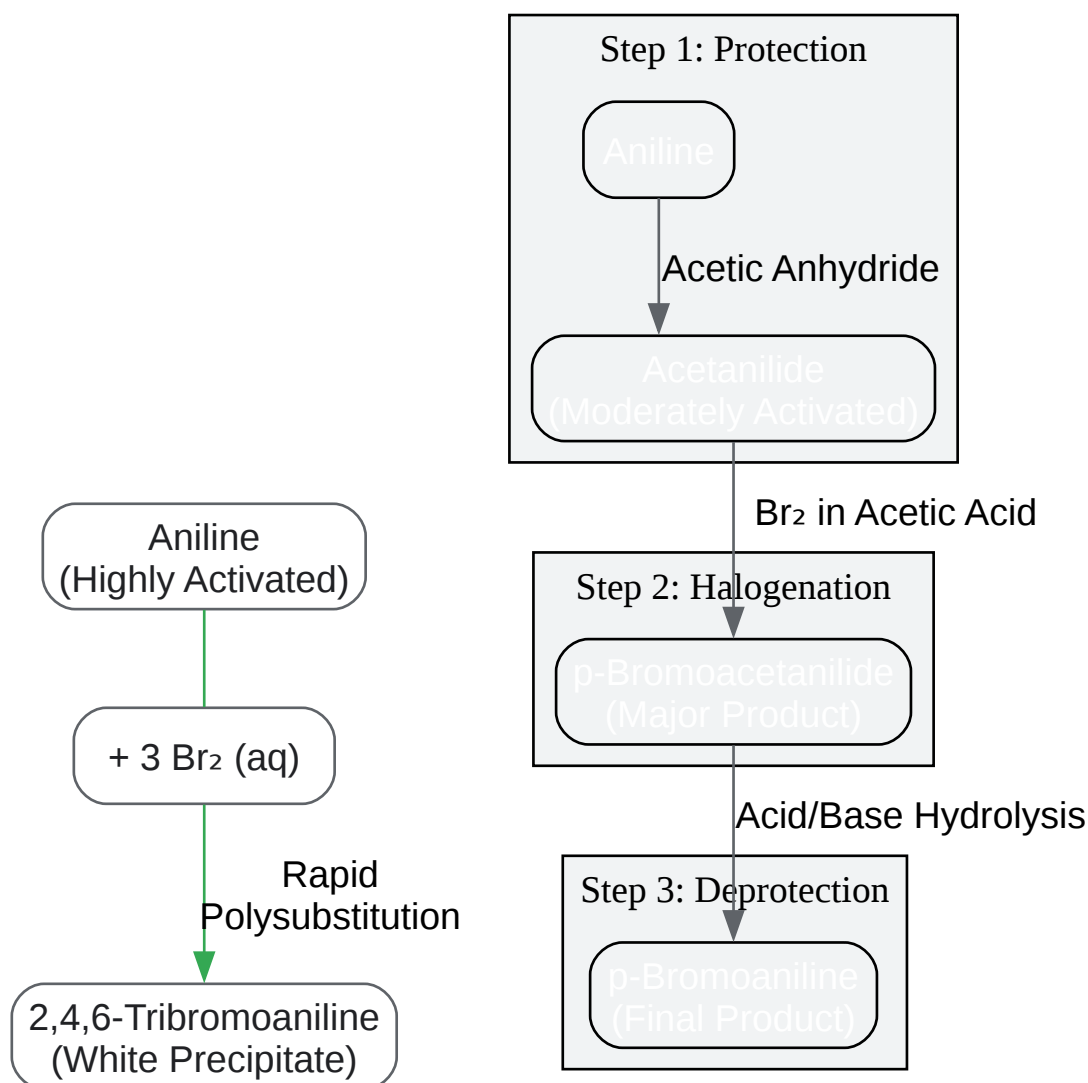 Step 1: Protection
Aniline
Acetic Anhydride
Acetanilide
(Moderately Activated)
Br₂ in Acetic Acid
Step 2: Halogenation
p-Bromoacetanilide
(Major Product)
Acid/Base Hydrolysis
Step 3: Deprotection
p-Bromoaniline
(Final Product)
Aniline
(Highly Activated)
+ 3 Br₂ (aq)
Rapid
Polysubstitution
2,4,6-Tribromoaniline
(White Precipitate)